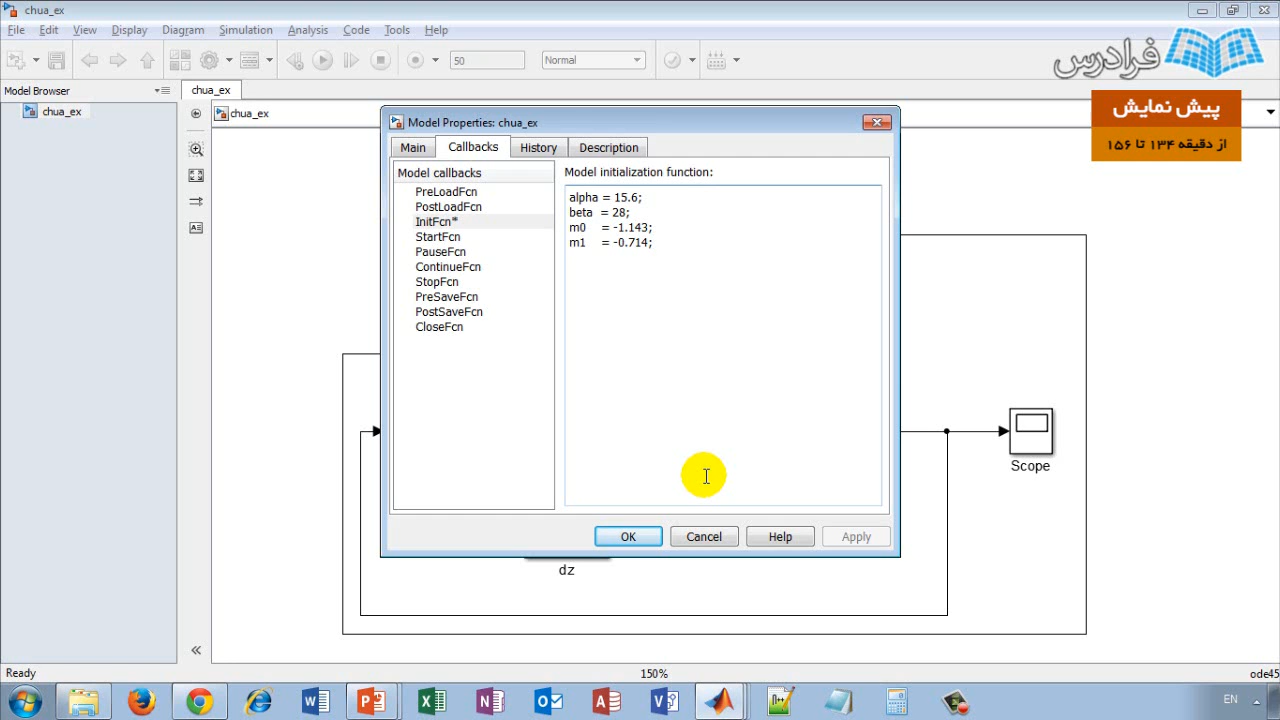 chua_ex
File Edit View Display Diagram Simulation Analysis Code Tools Help
50
Normal
فرادرس
پیش نمایش
از دقیقه ۱۳۴ تا ۱۵۶
Model Browser
chua_ex
chua_ex
chua_ex
Model Properties: chua_ex
Main
Callbacks
History
Description
Model callbacks
PreLoadFcn
PostLoadFcn
InitFcn*
StartFcn
PauseFcn
ContinueFcn
StopFcn
PreSaveFcn
PostSaveFcn
CloseFcn
Model initialization function:
alpha = 15.6;
beta = 28;
m0 = -1.143;
m1 = -0.714;
OK
Cancel
Help
Apply
Scope
dz
Ready
150%
ode45
EN